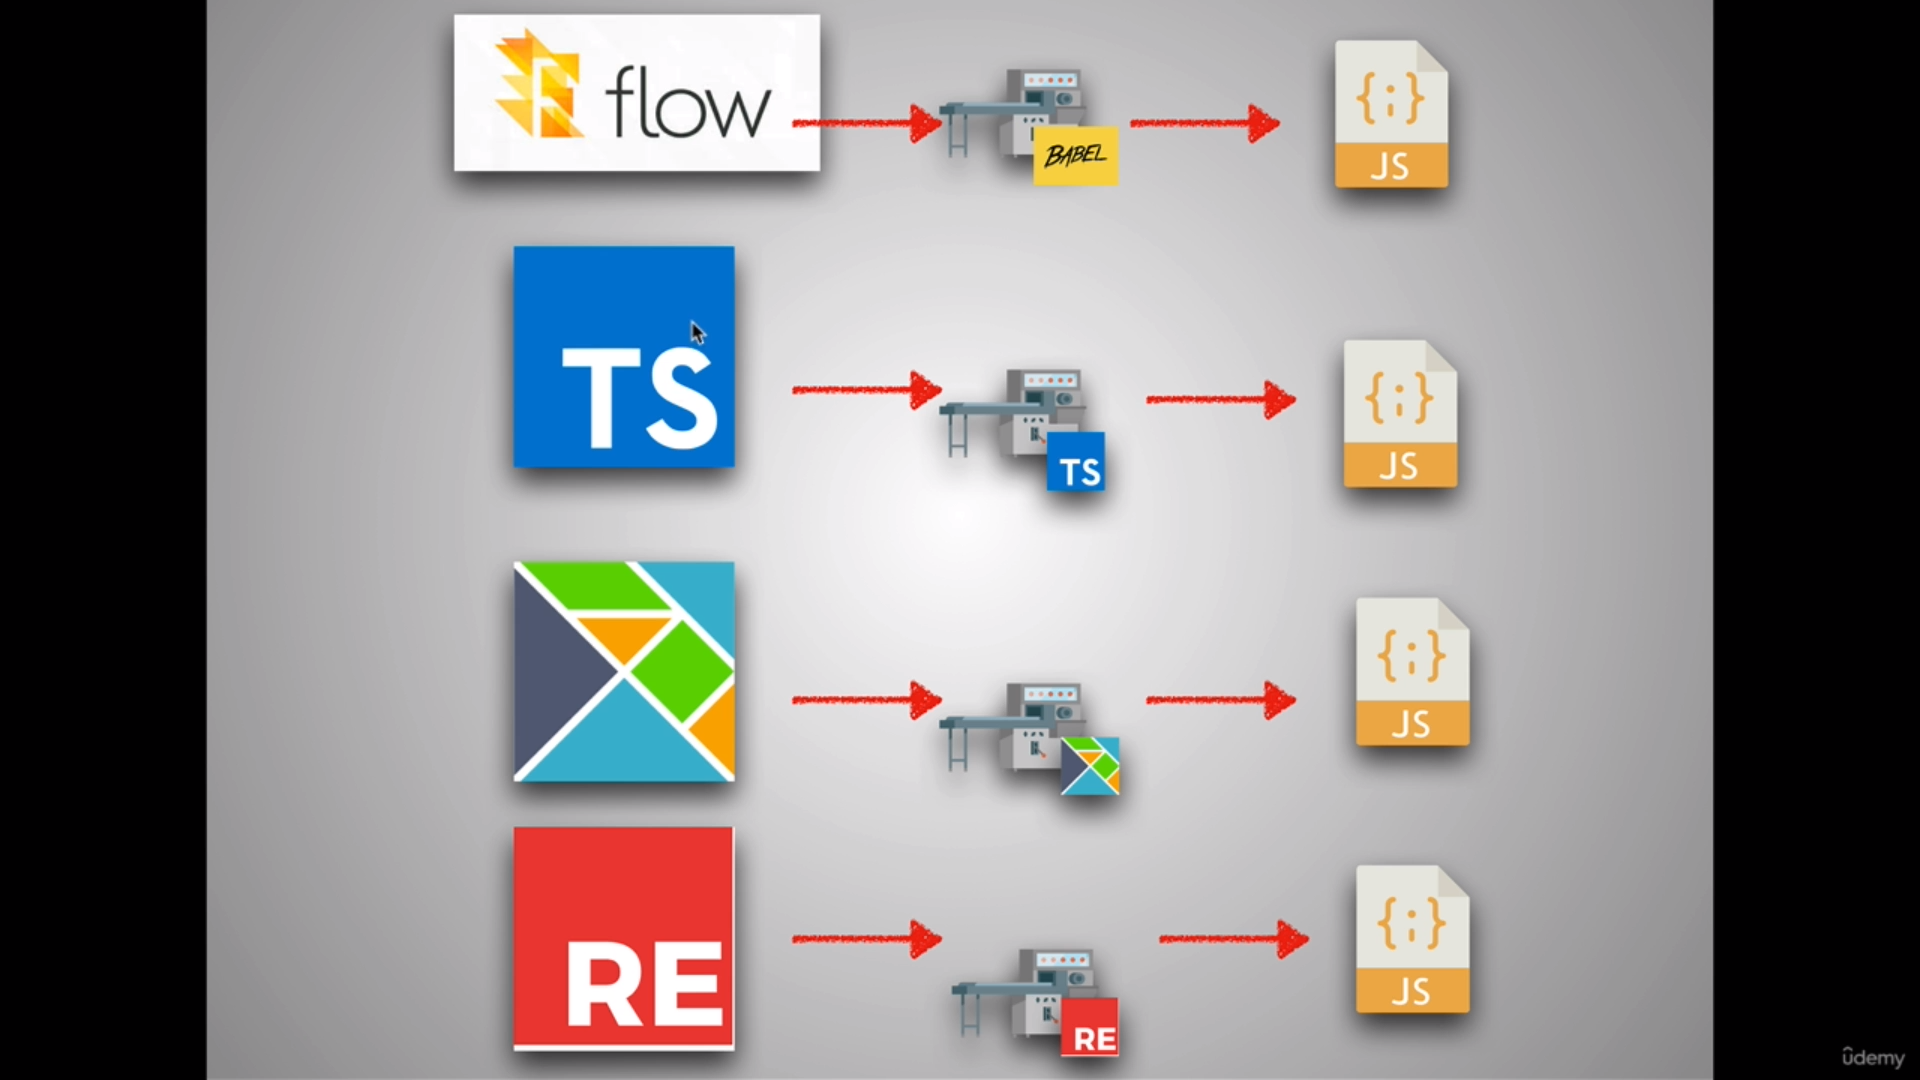 flow
BABEL
{;}
JS
TS
TS
{;}
JS
{;}
JS
RE
RE
{;}
JS
ûdemy